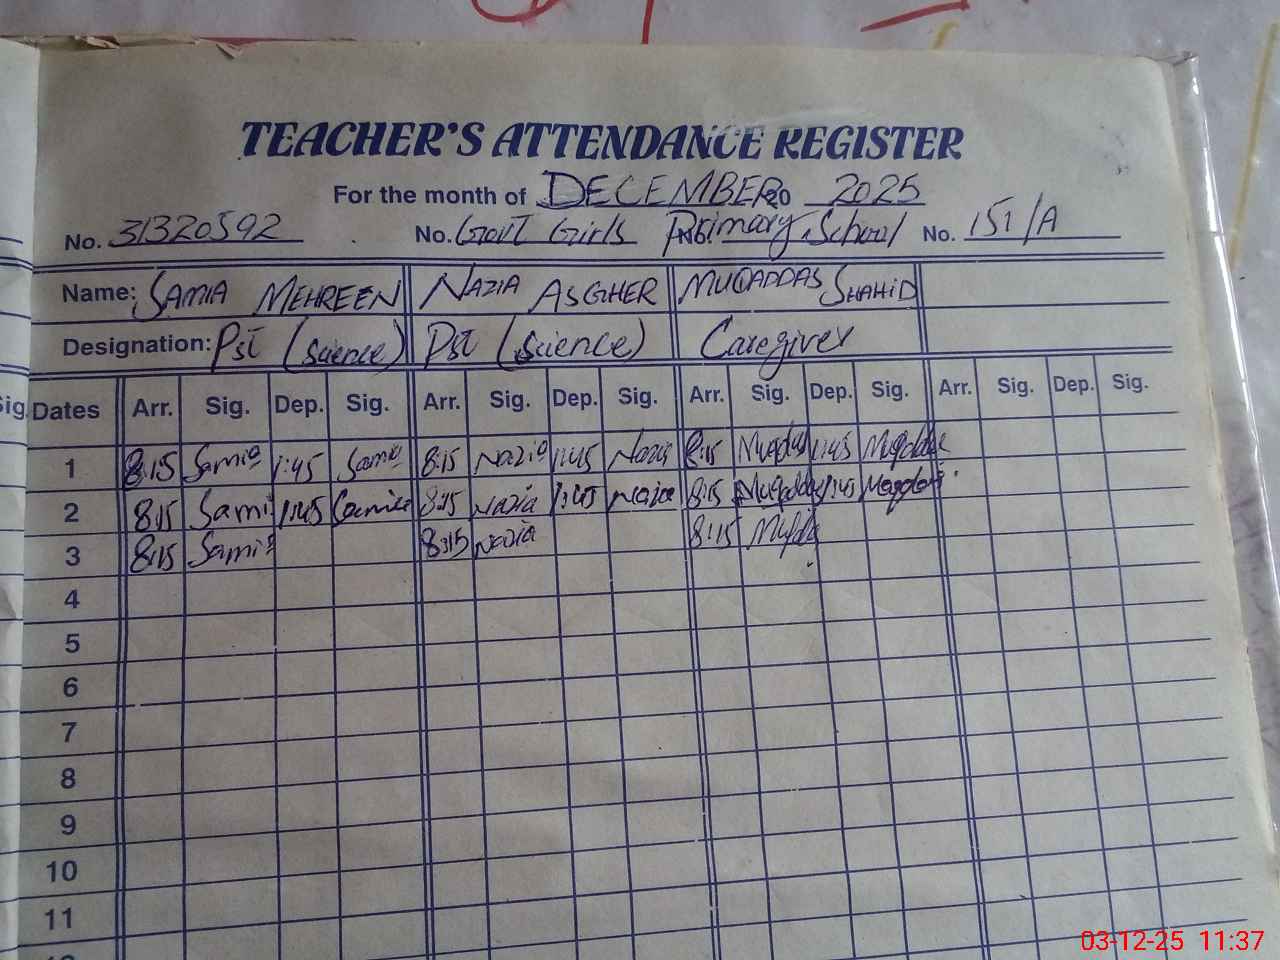 TEACHER'S ATTENDANCE REGISTER
For the month of DECEMBER 20 2025
No. 31320592 No. Govt Girls No. Primary School No. 151/A
Name: SAMIA MEHREEN NAZIA ASGHER MUQADDAS SHAHID
Designation: Pst (science) Pst (science) Caregiver
Sig. Dates Arr. Sig. Dep. Sig. Arr. Sig. Dep. Sig. Arr. Sig. Dep. Sig. Arr. Sig. Dep. Sig.
1 8:15 Samia 1:45 Samia 8:15 Nazia 1:45 Nazia 8:15 1:45
2 8:15 Samia 1:45 Samia 8:15 Nazia 1:45 Nazia 8:15 1:45
3 8:15 Samia 8:15 Nazia 8:15
4
5
6
7
8
9
10
11
03-12-25 11:37